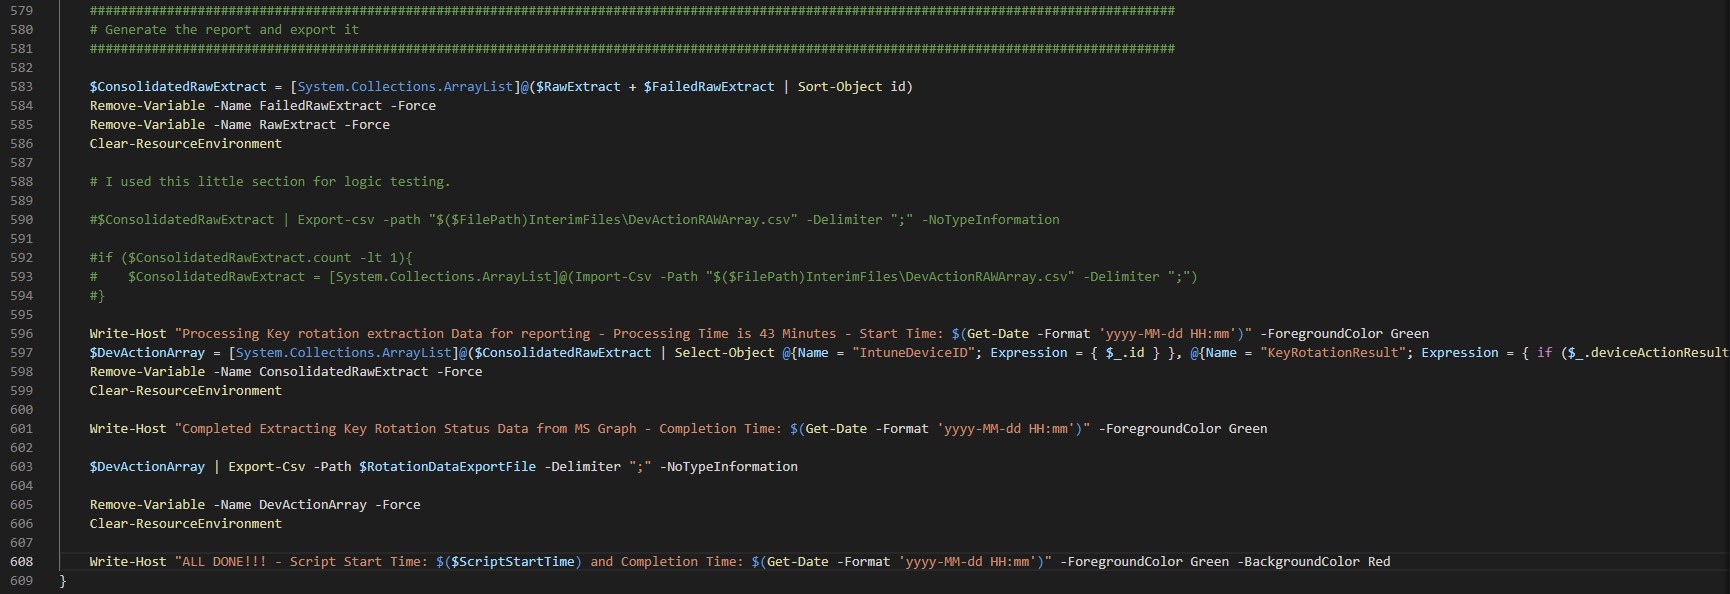 579 #############################################################################################################################################
580 # Generate the report and export it
581 #############################################################################################################################################
582
583 $ConsolidatedRawExtract = [System.Collections.ArrayList]@($RawExtract + $FailedRawExtract | Sort-Object id)
584 Remove-Variable -Name FailedRawExtract -Force
585 Remove-Variable -Name RawExtract -Force
586 Clear-ResourceEnvironment
587
588 # I used this little section for logic testing.
589
590 #$ConsolidatedRawExtract | Export-csv -path "$($FilePath)InterimFiles\DevActionRAWArray.csv" -Delimiter ";" -NoTypeInformation
591
592 #if ($ConsolidatedRawExtract.count -lt 1){
593 #    $ConsolidatedRawExtract = [System.Collections.ArrayList]@(Import-Csv -Path "$($FilePath)InterimFiles\DevActionRAWArray.csv" -Delimiter ";")
594 #}
595
596 Write-Host "Processing Key rotation extraction Data for reporting - Processing Time is 43 Minutes - Start Time: $(Get-Date -Format 'yyyy-MM-dd HH:mm')" -ForegroundColor Green
597 $DevActionArray = [System.Collections.ArrayList]@($ConsolidatedRawExtract | Select-Object @{Name = "IntuneDeviceID"; Expression = { $_.id } }, @{Name = "KeyRotationResult"; Expression = { if ($_.deviceActionResult
598 Remove-Variable -Name ConsolidatedRawExtract -Force
599 Clear-ResourceEnvironment
600
601 Write-Host "Completed Extracting Key Rotation Status Data from MS Graph - Completion Time: $(Get-Date -Format 'yyyy-MM-dd HH:mm')" -ForegroundColor Green
602
603 $DevActionArray | Export-Csv -Path $RotationDataExportFile -Delimiter ";" -NoTypeInformation
604
605 Remove-Variable -Name DevActionArray -Force
606 Clear-ResourceEnvironment
607
608 Write-Host "ALL DONE!!! - Script Start Time: $($ScriptStartTime) and Completion Time: $(Get-Date -Format 'yyyy-MM-dd HH:mm')" -ForegroundColor Green -BackgroundColor Red
609 }